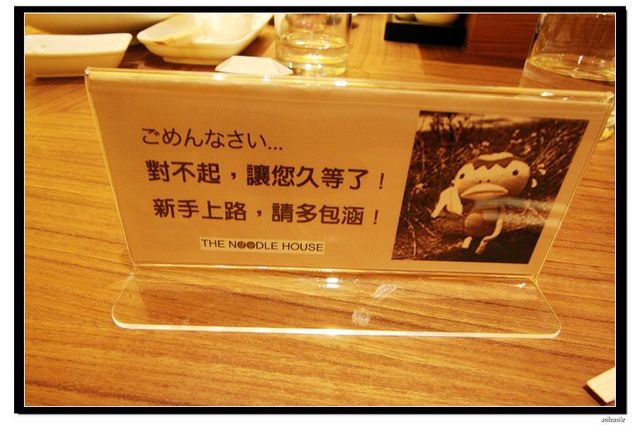 ごめんなさい...
對不起，讓您久等了！
新手上路，請多包涵！
THE NOODLE HOUSE
asileasile